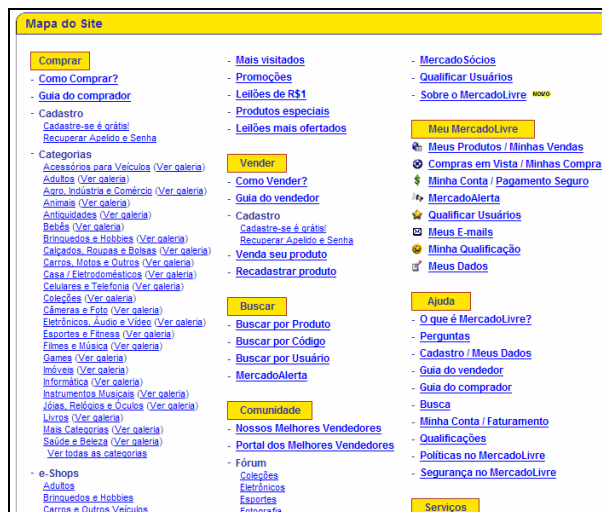 Mapa do Site
Comprar
- Como Comprar?
- Guia do comprador
- Cadastro
Cadastre-se é grátis!
Recuperar Apelido e Senha
- Categorias
Acessórios para Veículos (Ver galeria)
Adultos (Ver galeria)
Agro, Indústria e Comércio (Ver galeria)
Animais (Ver galeria)
Antiquidades (Ver galeria)
Bebês (Ver galeria)
Brinquedos e Hobbies (Ver galeria)
Calçados, Roupas e Bolsas (Ver galeria)
Carros, Motos e Outros (Ver galeria)
Casa / Eletrodomésticos (Ver galeria)
Celulares e Telefonia (Ver galeria)
Coleções (Ver galeria)
Câmeras e Foto (Ver galeria)
Eletrônicos, Áudio e Vídeo (Ver galeria)
Esportes e Fitness (Ver galeria)
Filmes e Música (Ver galeria)
Games (Ver galeria)
Imóveis (Ver galeria)
Informática (Ver galeria)
Instrumentos Musicais (Ver galeria)
Jóias, Relógios e Óculos (Ver galeria)
Livros (Ver galeria)
Mais Categorias (Ver galeria)
Saúde e Beleza (Ver galeria)
Ver todas as categorias
- e-Shops
Adultos
Brinquedos e Hobbies
Carros e Outros Veículos
- Mais visitados
- Promoções
- Leilões de R$1
- Produtos especiais
- Leilões mais ofertados
Vender
- Como Vender?
- Guia do vendedor
- Cadastro
Cadastre-se é grátis!
Recuperar Apelido e Senha
- Venda seu produto
- Recadastrar produto
Buscar
- Buscar por Produto
- Buscar por Código
- Buscar por Usuário
- MercadoAlerta
Comunidade
- Nossos Melhores Vendedores
- Portal dos Melhores Vendedores
- Fórum
Coleções
Eletrônicos
Esportes
Fotografia
- MercadoSócios
- Qualificar Usuários
- Sobre o MercadoLivre NOVO
Meu MercadoLivre
Meus Produtos / Minhas Vendas
Compras em Vista / Minhas Compra
Minha Conta / Pagamento Seguro
MercadoAlerta
Qualificar Usuários
Meus E-mails
Minha Qualificação
Meus Dados
Ajuda
- O que é MercadoLivre?
- Perguntas
- Cadastro / Meus Dados
- Guia do vendedor
- Guia do comprador
- Busca
- Minha Conta / Faturamento
- Qualificações
- Políticas no MercadoLivre
- Segurança no MercadoLivre
Serviços